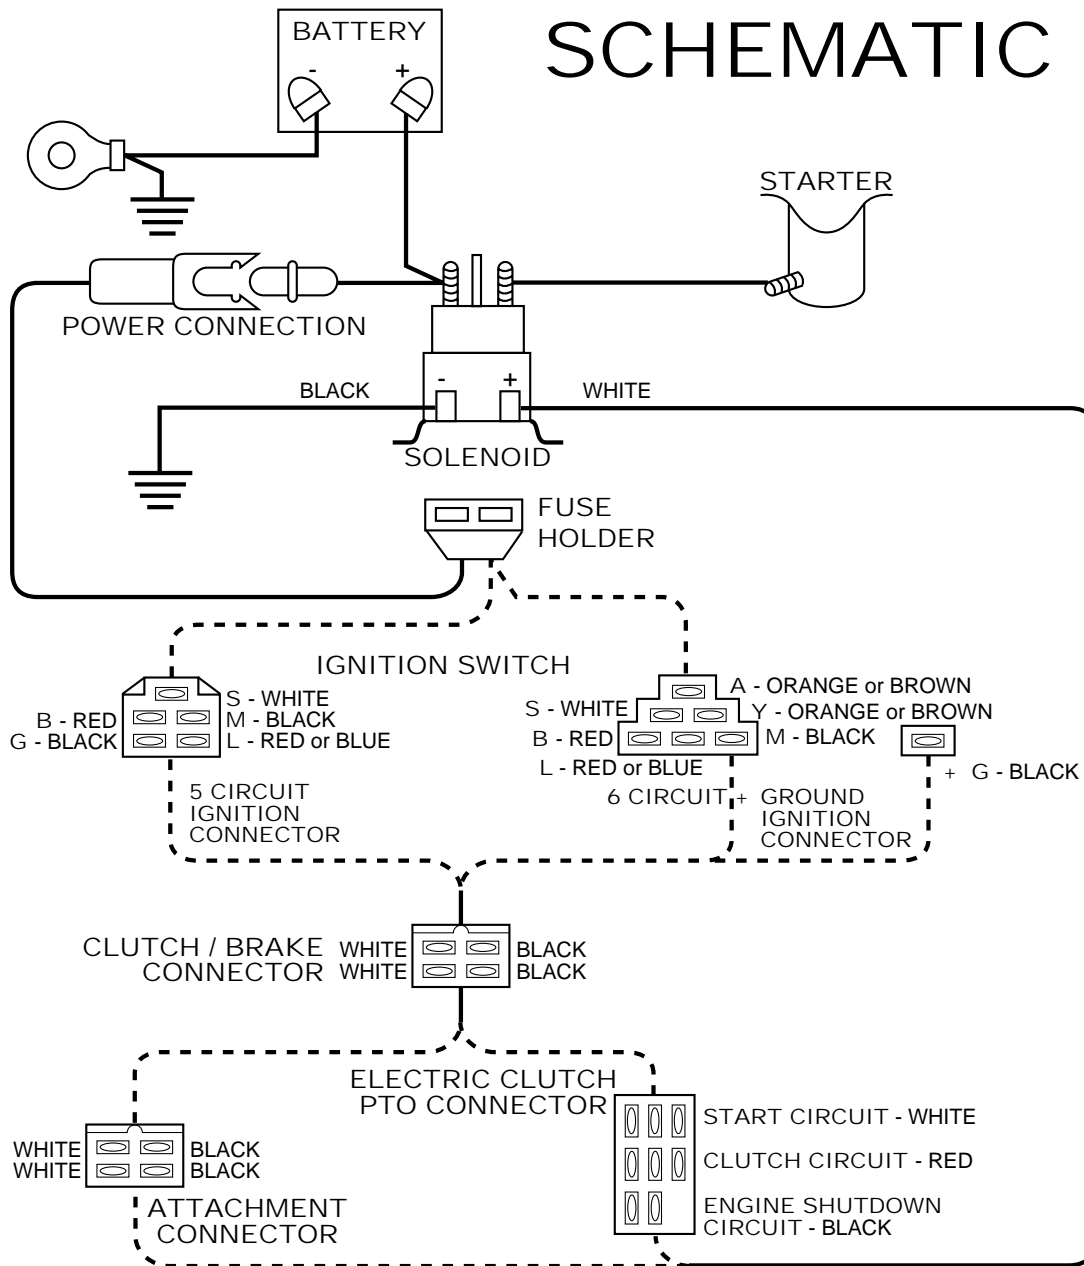 SCHEMATIC
BATTERY
- +
STARTER
POWER CONNECTION
- +
BLACK
WHITE
SOLENOID
FUSE
HOLDER
IGNITION SWITCH
S - WHITE
B - RED
M - BLACK
G - BLACK
L - RED or BLUE
5 CIRCUIT
IGNITION
CONNECTOR
A - ORANGE or BROWN
S - WHITE
Y - ORANGE or BROWN
B - RED
M - BLACK
L - RED or BLUE
+ G - BLACK
6 CIRCUIT + GROUND
IGNITION
CONNECTOR
CLUTCH / BRAKE
CONNECTOR
WHITE BLACK
WHITE BLACK
ELECTRIC CLUTCH
PTO CONNECTOR
START CIRCUIT - WHITE
CLUTCH CIRCUIT - RED
ENGINE SHUTDOWN
CIRCUIT - BLACK
WHITE BLACK
WHITE BLACK
ATTACHMENT
CONNECTOR